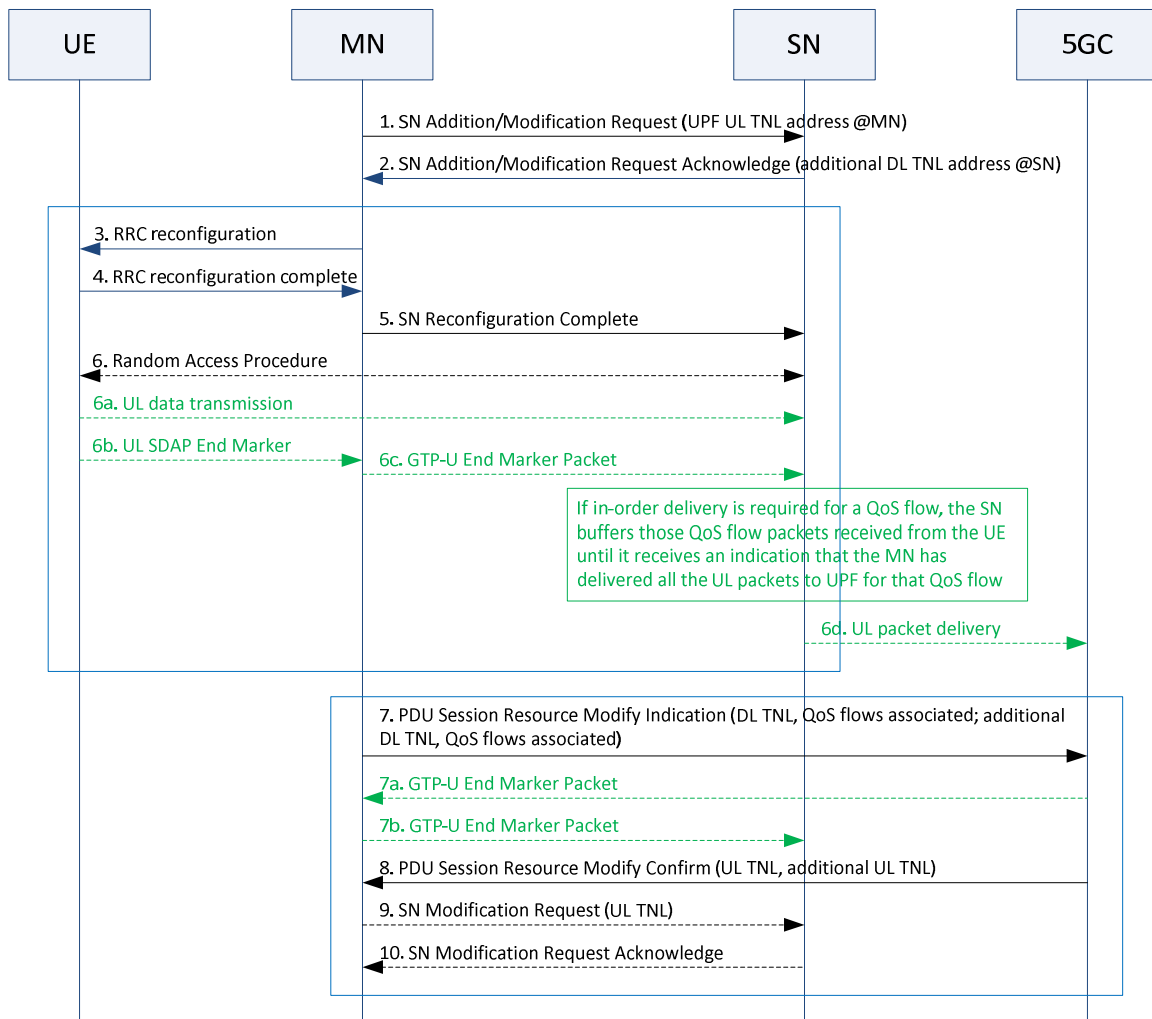 UE
MN
SN
5GC
1. SN Addition/Modification Request (UPF UL TNL address @MN)
2. SN Addition/Modification Request Acknowledge (additional DL TNL address @SN)
3. RRC reconfiguration
4. RRC reconfiguration complete
5. SN Reconfiguration Complete
6. Random Access Procedure
6a. UL data transmission
6b. UL SDAP End Marker
6c. GTP-U End Marker Packet
If in-order delivery is required for a QoS flow, the SN
buffers those QoS flow packets received from the UE
until it receives an indication that the MN has
delivered all the UL packets to UPF for that QoS flow
6d. UL packet delivery
7. PDU Session Resource Modify Indication (DL TNL, QoS flows associated; additional
DL TNL, QoS flows associated)
7a. GTP-U End Marker Packet
7b. GTP-U End Marker Packet
8. PDU Session Resource Modify Confirm (UL TNL, additional UL TNL)
9. SN Modification Request (UL TNL)
10. SN Modification Request Acknowledge